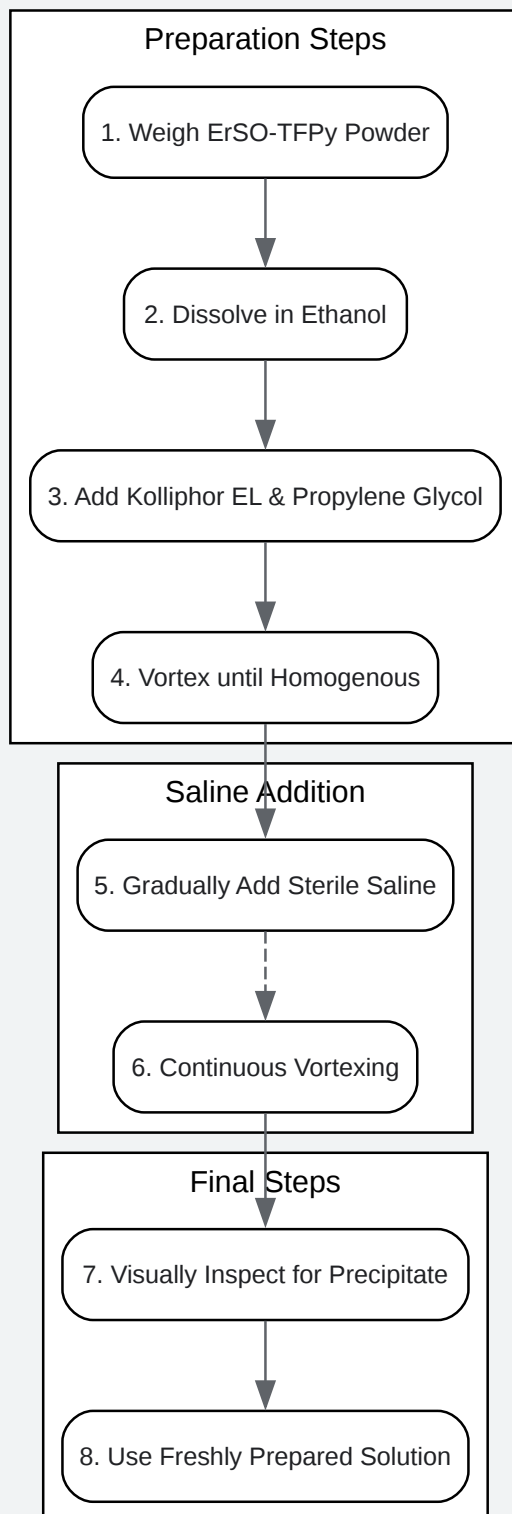 Preparation Steps
1. Weigh ErSO-TFPy Powder
2. Dissolve in Ethanol
3. Add Kolliphor EL & Propylene Glycol
4. Vortex until Homogenous
Saline Addition
5. Gradually Add Sterile Saline
6. Continuous Vortexing
Final Steps
7. Visually Inspect for Precipitate
8. Use Freshly Prepared Solution